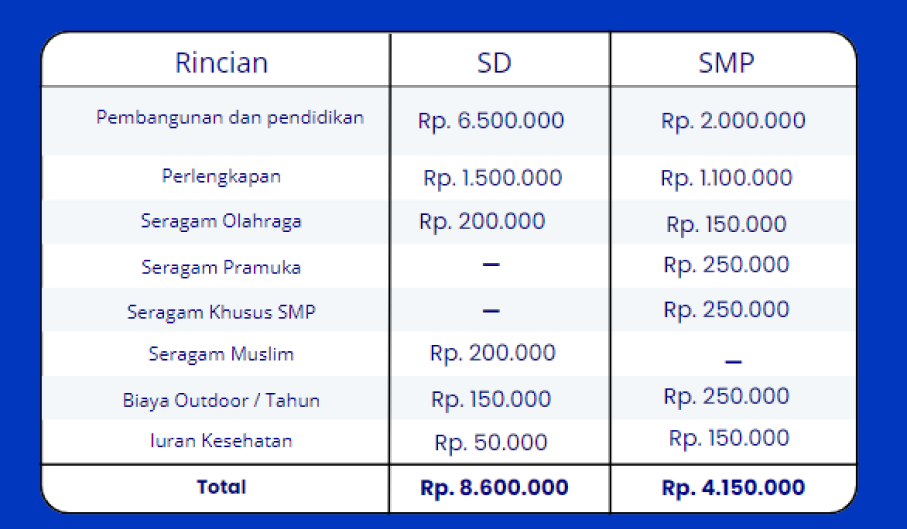 Rincian SD SMP
Pembangunan dan pendidikan Rp. 6.500.000 Rp. 2.000.000
Perlengkapan Rp. 1.500.000 Rp. 1.100.000
Seragam Olahraga Rp. 200.000 Rp. 150.000
Seragam Pramuka – Rp. 250.000
Seragam Khusus SMP – Rp. 250.000
Seragam Muslim Rp. 200.000 –
Biaya Outdoor / Tahun Rp. 150.000 Rp. 250.000
Iuran Kesehatan Rp. 50.000 Rp. 150.000
Total Rp. 8.600.000 Rp. 4.150.000